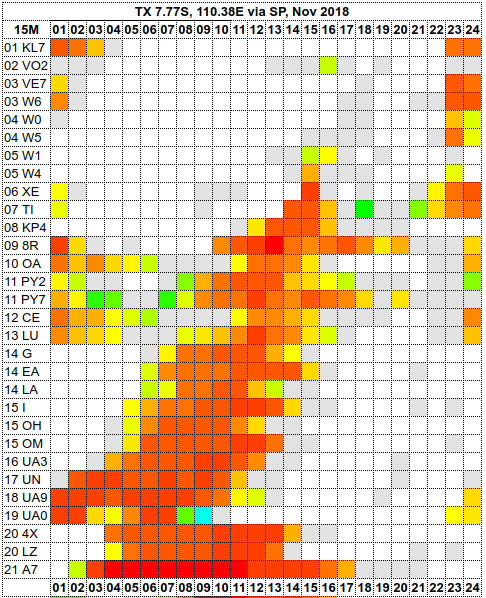 TX 7.77S, 110.38E via SP, Nov 2018
15M 01 02 03 04 05 06 07 08 09 10 11 12 13 14 15 16 17 18 19 20 21 22 23 24
01 KL7
02 VO2
03 VE7
03 W6
04 W0
04 W5
05 W1
05 W4
06 XE
07 TI
08 KP4
09 8R
10 OA
11 PY2
11 PY7
12 CE
13 LU
14 G
14 EA
14 LA
15 I
15 OH
15 OM
16 UA3
17 UN
18 UA9
19 UA0
20 4X
20 LZ
21 A7
01 02 03 04 05 06 07 08 09 10 11 12 13 14 15 16 17 18 19 20 21 22 23 24